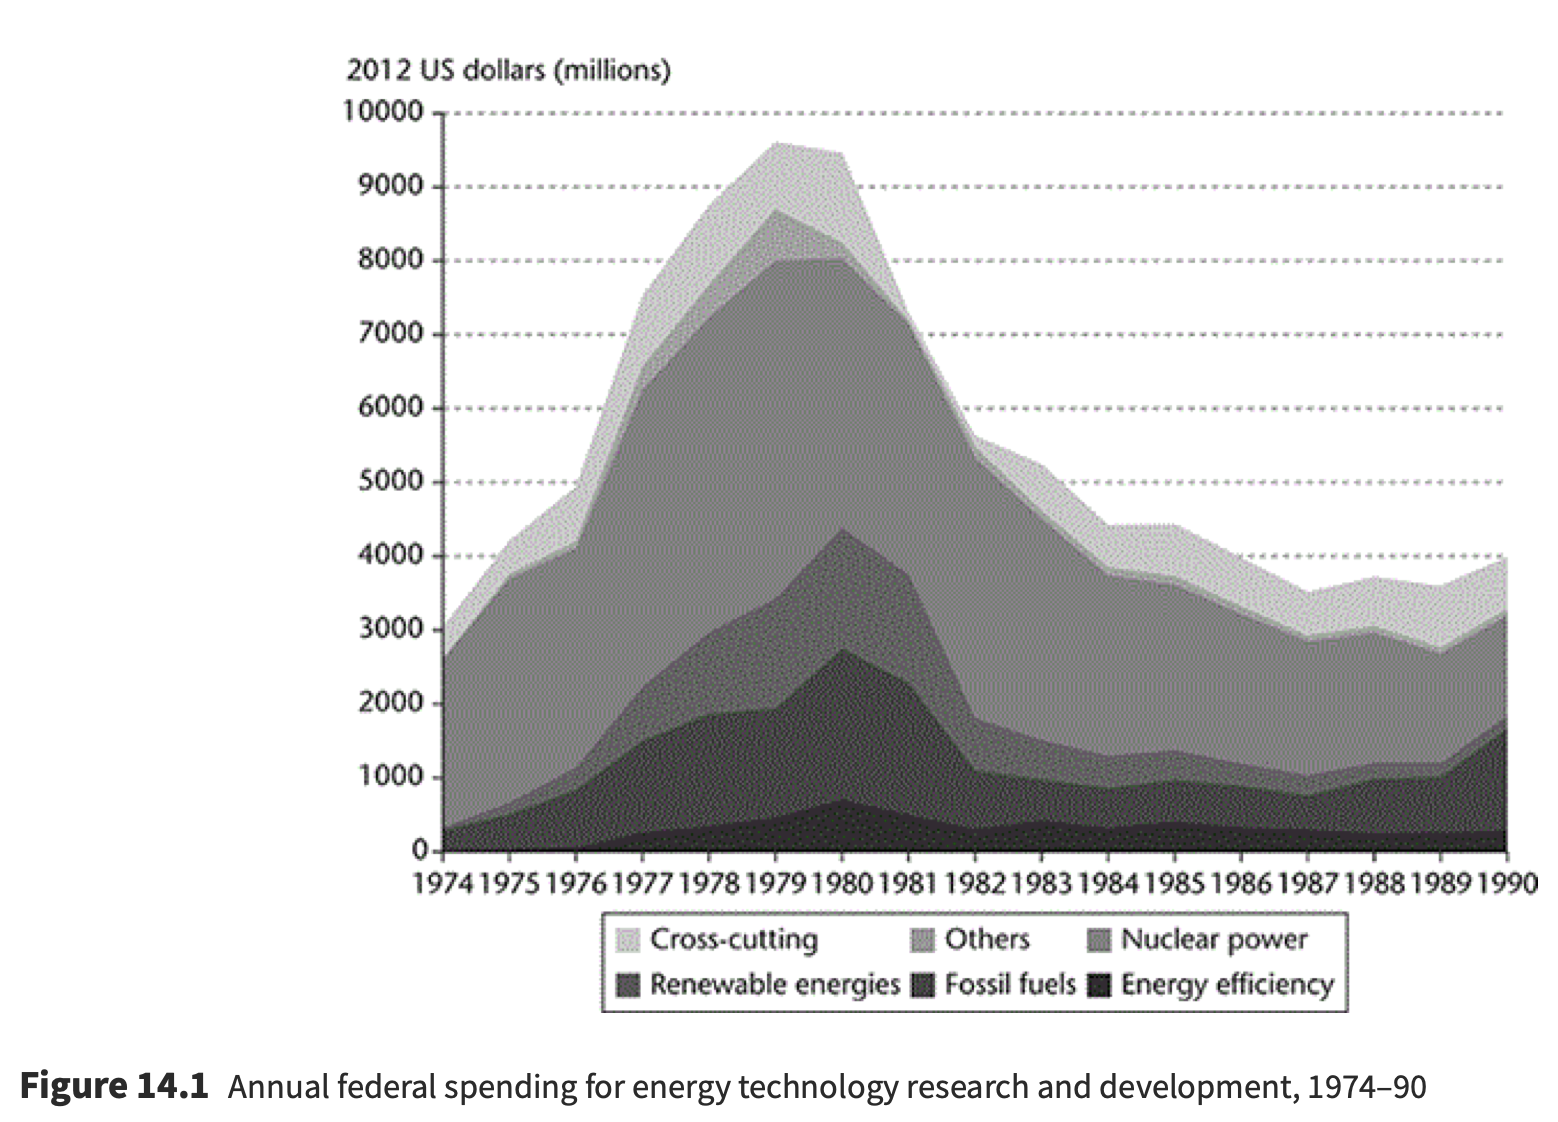 2012 US dollars (millions)
10000
9000
8000
7000
6000
5000
4000
3000
2000
1000
0
1974 1975 1976 1977 1978 1979 1980 1981 1982 1983 1984 1985 1986 1987 1988 1989 1990
Cross-cutting Others Nuclear power
Renewable energies Fossil fuels Energy efficiency
Figure 14.1 Annual federal spending for energy technology research and development, 1974–90